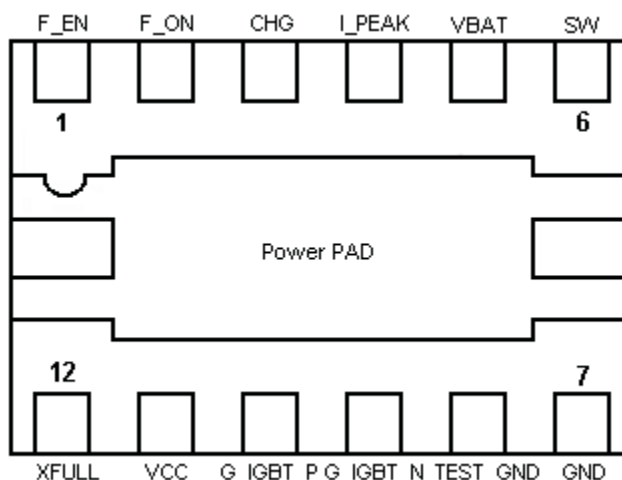 F_EN F_ON CHG I_PEAK VBAT SW
1 6
Power PAD
12 7
XFULL VCC G IGBT P G IGBT N TEST GND GND